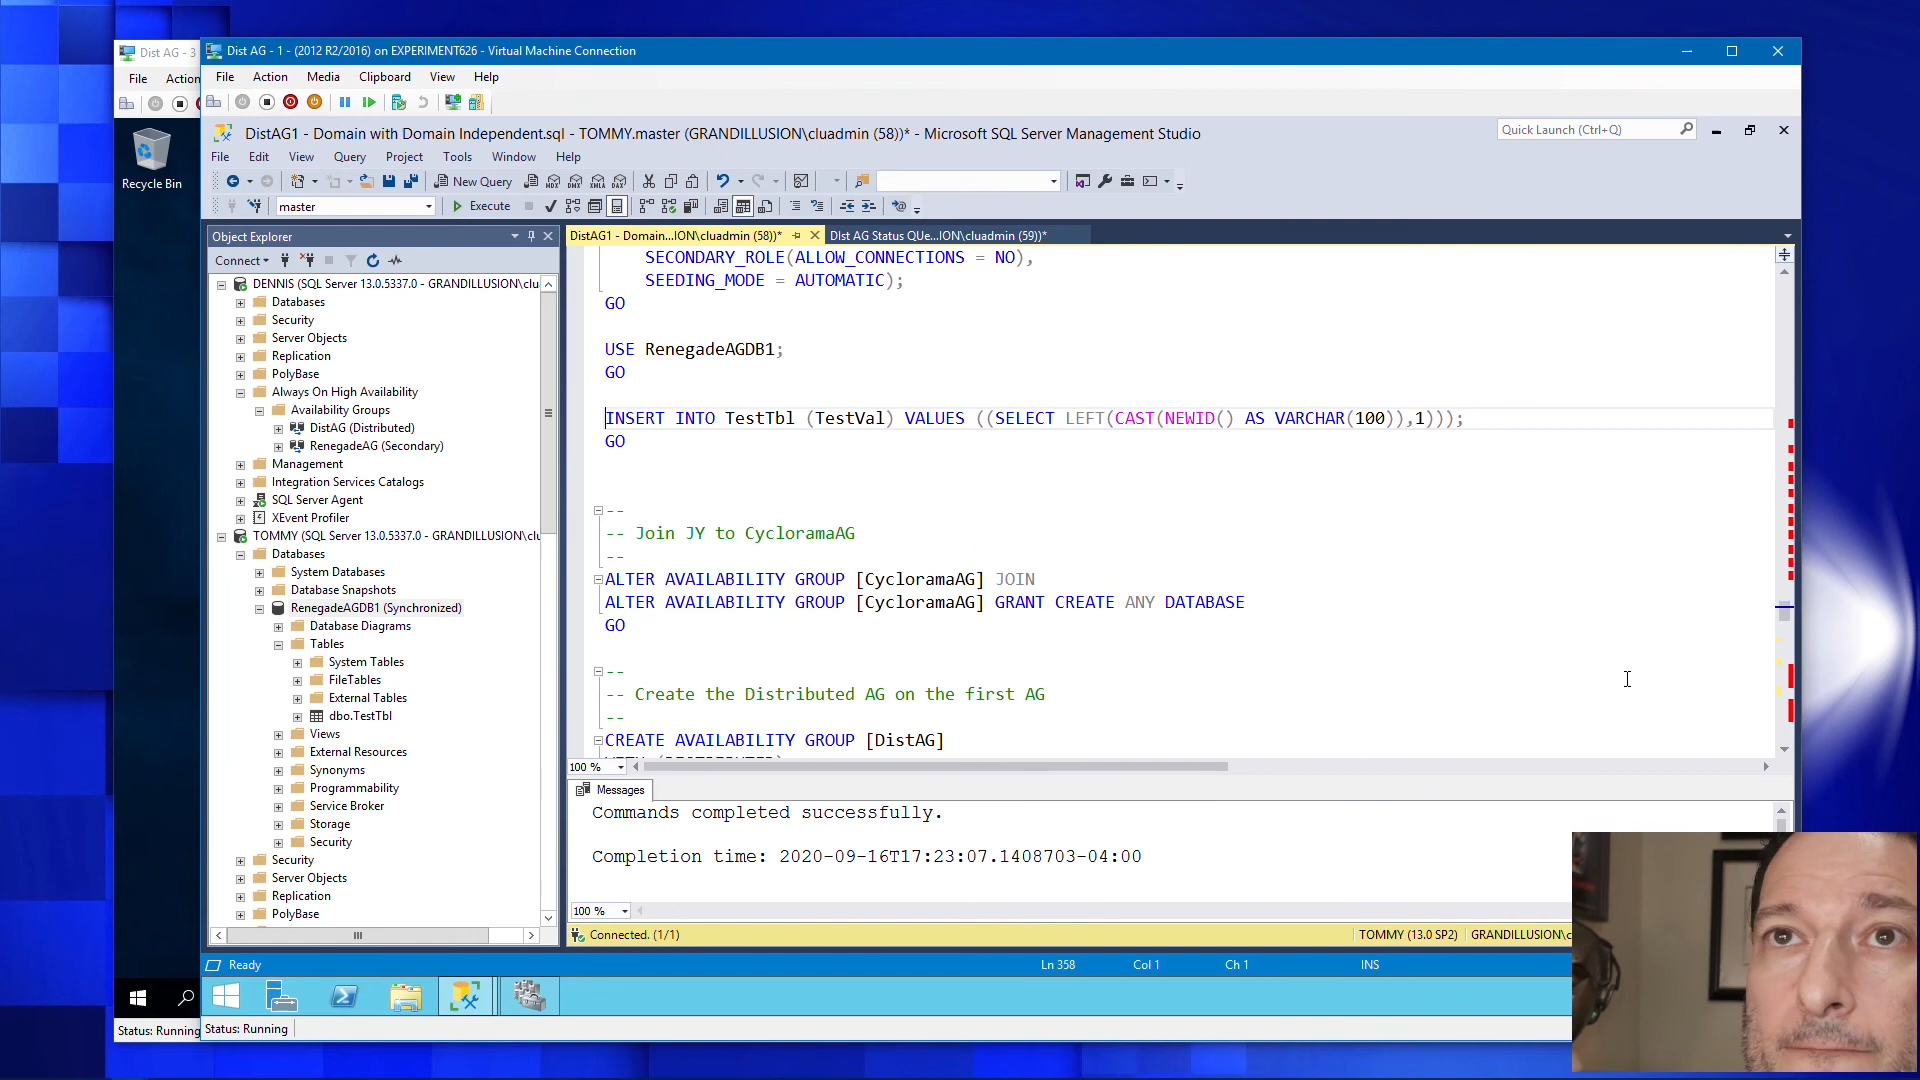 Dist AG - 3
Dist AG - 1 - (2012 R2/2016) on EXPERIMENT626 - Virtual Machine Connection
File Action
File Action Media Clipboard View Help
Recycle Bin
DistAG1 - Domain with Domain Independent.sql - TOMMY.master (GRANDILLUSION\cluadmin (58))* - Microsoft SQL Server Management Studio
Quick Launch (Ctrl+Q)
File Edit View Query Project Tools Window Help
New Query
MDX DMX XMLA DAX
master
Execute
Object Explorer
Connect
DENNIS (SQL Server 13.0.5337.0 - GRANDILLUSION\clu
Databases
Security
Server Objects
Replication
PolyBase
Always On High Availability
Availability Groups
DistAG (Distributed)
RenegadeAG (Secondary)
Management
Integration Services Catalogs
SQL Server Agent
XEvent Profiler
TOMMY (SQL Server 13.0.5337.0 - GRANDILLUSION\clu
Databases
System Databases
Database Snapshots
RenegadeAGDB1 (Synchronized)
Database Diagrams
Tables
System Tables
FileTables
External Tables
dbo.TestTbl
Views
External Resources
Synonyms
Programmability
Service Broker
Storage
Security
Security
Server Objects
Replication
PolyBase
DistAG1 - Domain...ION\cluadmin (58))*
DIst AG Status QUe...ION\cluadmin (59))*
SECONDARY_ROLE(ALLOW_CONNECTIONS = NO),
SEEDING_MODE = AUTOMATIC);
GO
USE RenegadeAGDB1;
GO
INSERT INTO TestTbl (TestVal) VALUES ((SELECT LEFT(CAST(NEWID() AS VARCHAR(100)),1)));
GO
--
-- Join JY to CycloramaAG
--
ALTER AVAILABILITY GROUP [CycloramaAG] JOIN
ALTER AVAILABILITY GROUP [CycloramaAG] GRANT CREATE ANY DATABASE
GO
--
-- Create the Distributed AG on the first AG
--
CREATE AVAILABILITY GROUP [DistAG]
100 %
Messages
Commands completed successfully.
Completion time: 2020-09-16T17:23:07.1408703-04:00
100 %
Connected. (1/1)
TOMMY (13.0 SP2) GRANDILLUSION\c
Ready
Ln 358 Col 1 Ch 1 INS
Status: Running
Status: Running